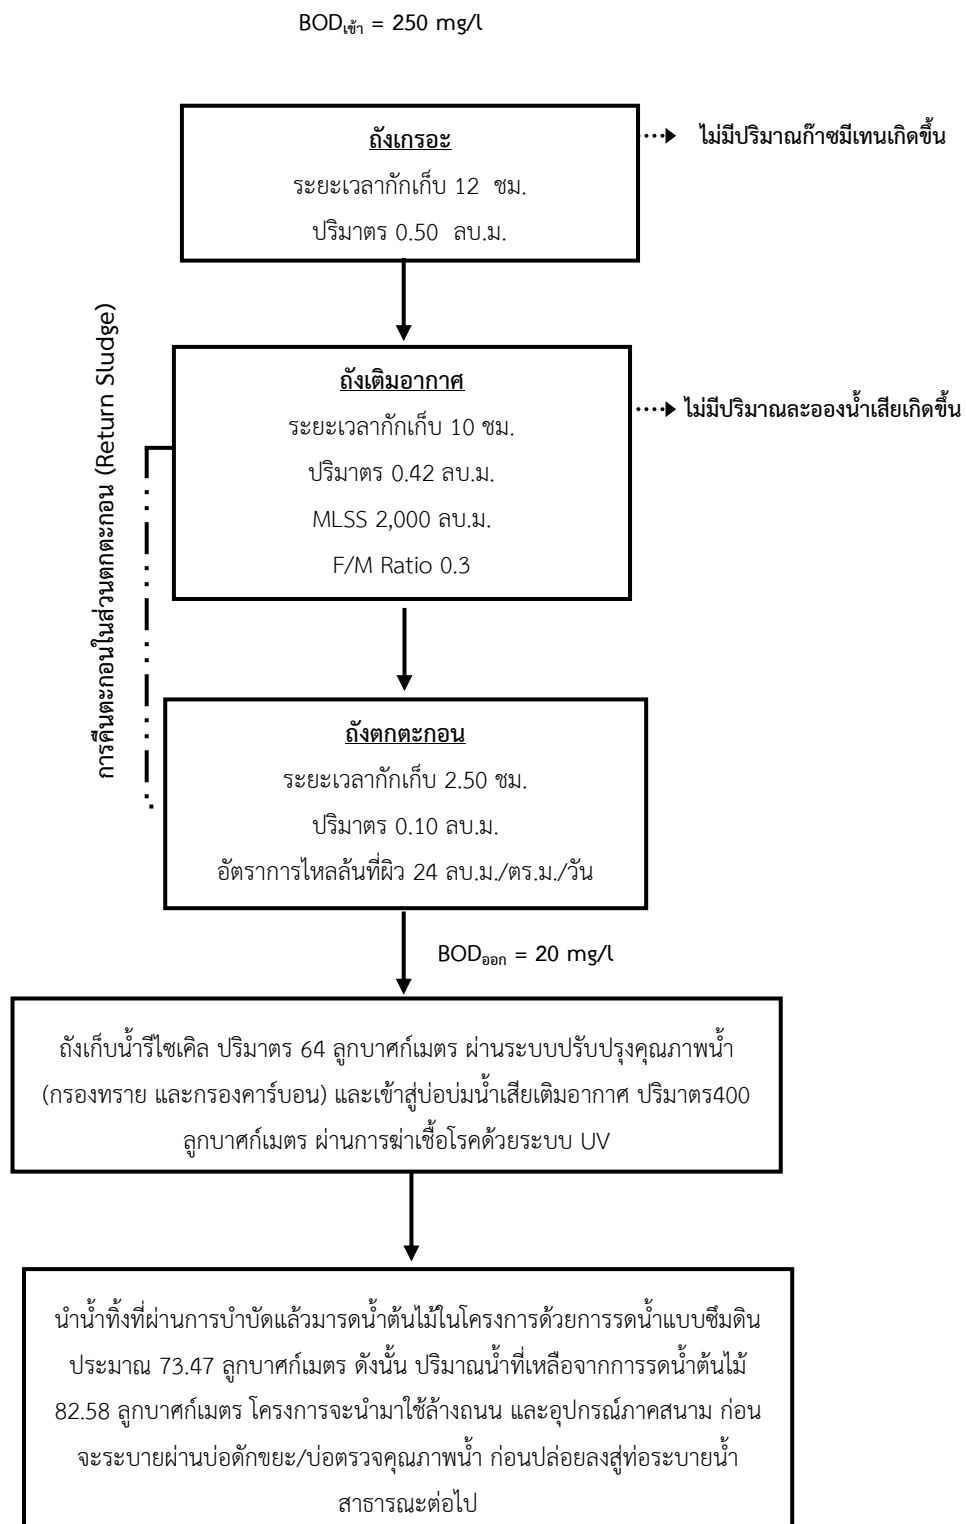 BODเข้า = 250 mg/l
ถังเกรอะ
ระยะเวลากักเก็บ 12 ชม.
ปริมาตร 0.50 ลบ.ม.
ไม่มีปริมาณก๊าซมีเทนเกิดขึ้น
การคืนตะกอนในส่วนตกตะกอน (Return Sludge)
ถังเติมอากาศ
ระยะเวลากักเก็บ 10 ชม.
ปริมาตร 0.42 ลบ.ม.
MLSS 2,000 ลบ.ม.
F/M Ratio 0.3
ไม่มีปริมาณละอองน้ำเสียเกิดขึ้น
ถังตกตะกอน
ระยะเวลากักเก็บ 2.50 ชม.
ปริมาตร 0.10 ลบ.ม.
อัตราการไหลล้นที่ผิว 24 ลบ.ม./ตร.ม./วัน
BODออก = 20 mg/l
ถังเก็บน้ำรีไซเคิล ปริมาตร 64 ลูกบาศก์เมตร ผ่านระบบปรับปรุงคุณภาพน้ำ
(กรองทราย และกรองคาร์บอน) และเข้าสู่บ่อบ่มน้ำเสียเติมอากาศ ปริมาตร400
ลูกบาศก์เมตร ผ่านการฆ่าเชื้อโรคด้วยระบบ UV
นำน้ำทิ้งที่ผ่านการบำบัดแล้วมารดน้ำต้นไม้ในโครงการด้วยการรดน้ำแบบซึมดิน
ประมาณ 73.47 ลูกบาศก์เมตร ดังนั้น ปริมาณน้ำที่เหลือจากการรดน้ำต้นไม้
82.58 ลูกบาศก์เมตร โครงการจะนำมาใช้ล้างถนน และอุปกรณ์ภาคสนาม ก่อน
จะระบายผ่านบ่อดักขยะ/บ่อตรวจคุณภาพน้ำ ก่อนปล่อยลงสู่ท่อระบายน้ำ
สาธารณะต่อไป